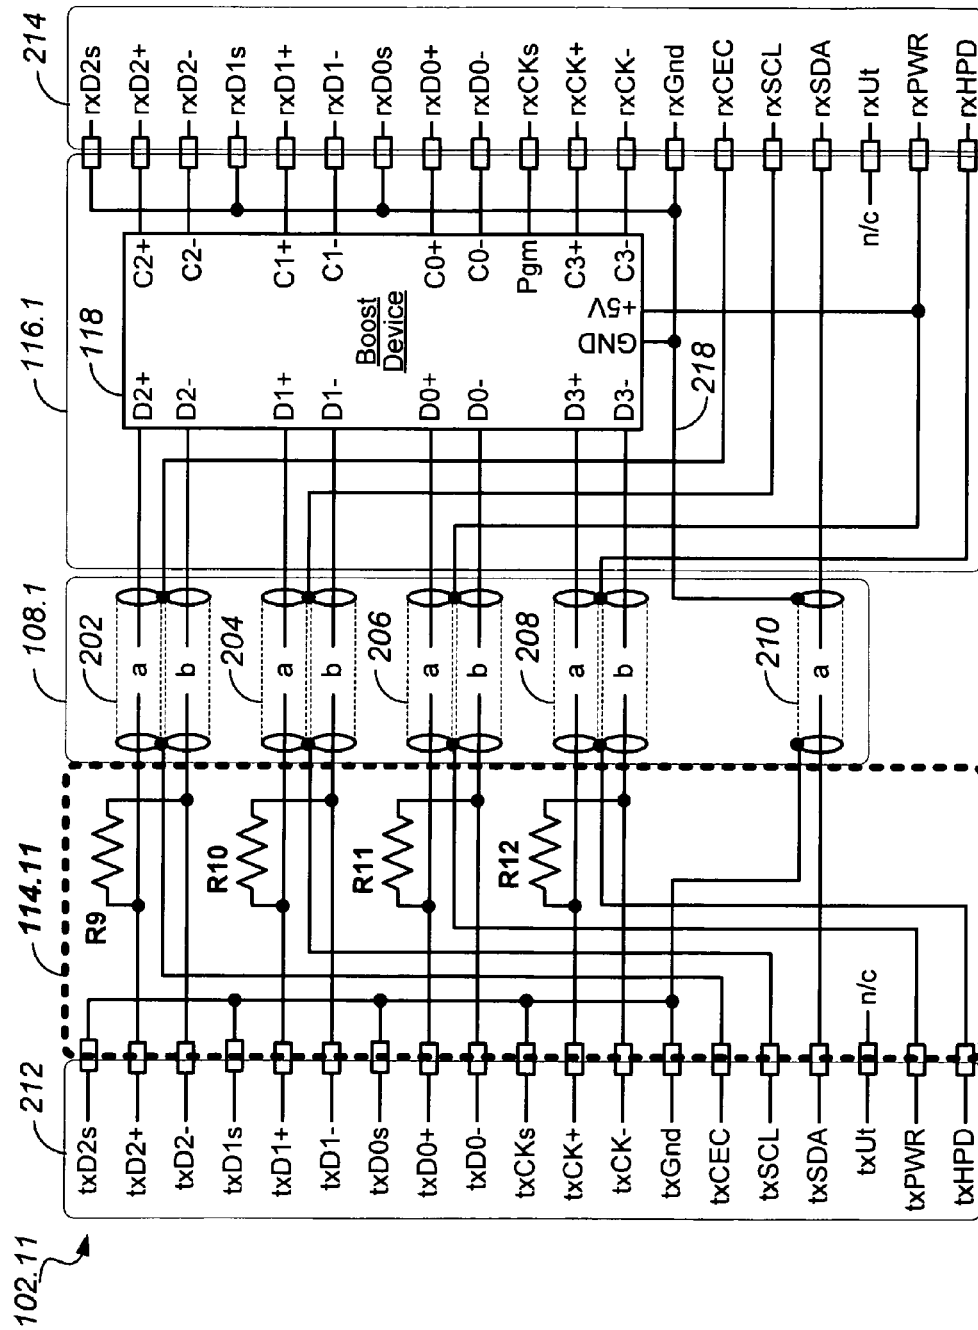 102.11
212
114.11
108.1
116.1
214
txD2s
txD2+
txD2-
txD1s
txD1+
txD1-
txD0s
txD0+
txD0-
txCKs
txCK+
txCK-
txGnd
txCEC
txSCL
txSDA
txUt
txPWR
txHPD
n/c
R9
R10
R11
R12
202
a
b
204
a
b
206
a
b
208
a
b
210
a
118
Boost
Device
D2+
D2-
D1+
D1-
D0+
D0-
D3+
D3-
C2+
C2-
C1+
C1-
C0+
C0-
Pgm
C3+
C3-
GND
+5V
218
n/c
rxD2s
rxD2+
rxD2-
rxD1s
rxD1+
rxD1-
rxD0s
rxD0+
rxD0-
rxCKs
rxCK+
rxCK-
rxGnd
rxCEC
rxSCL
rxSDA
rxUt
rxPWR
rxHPD